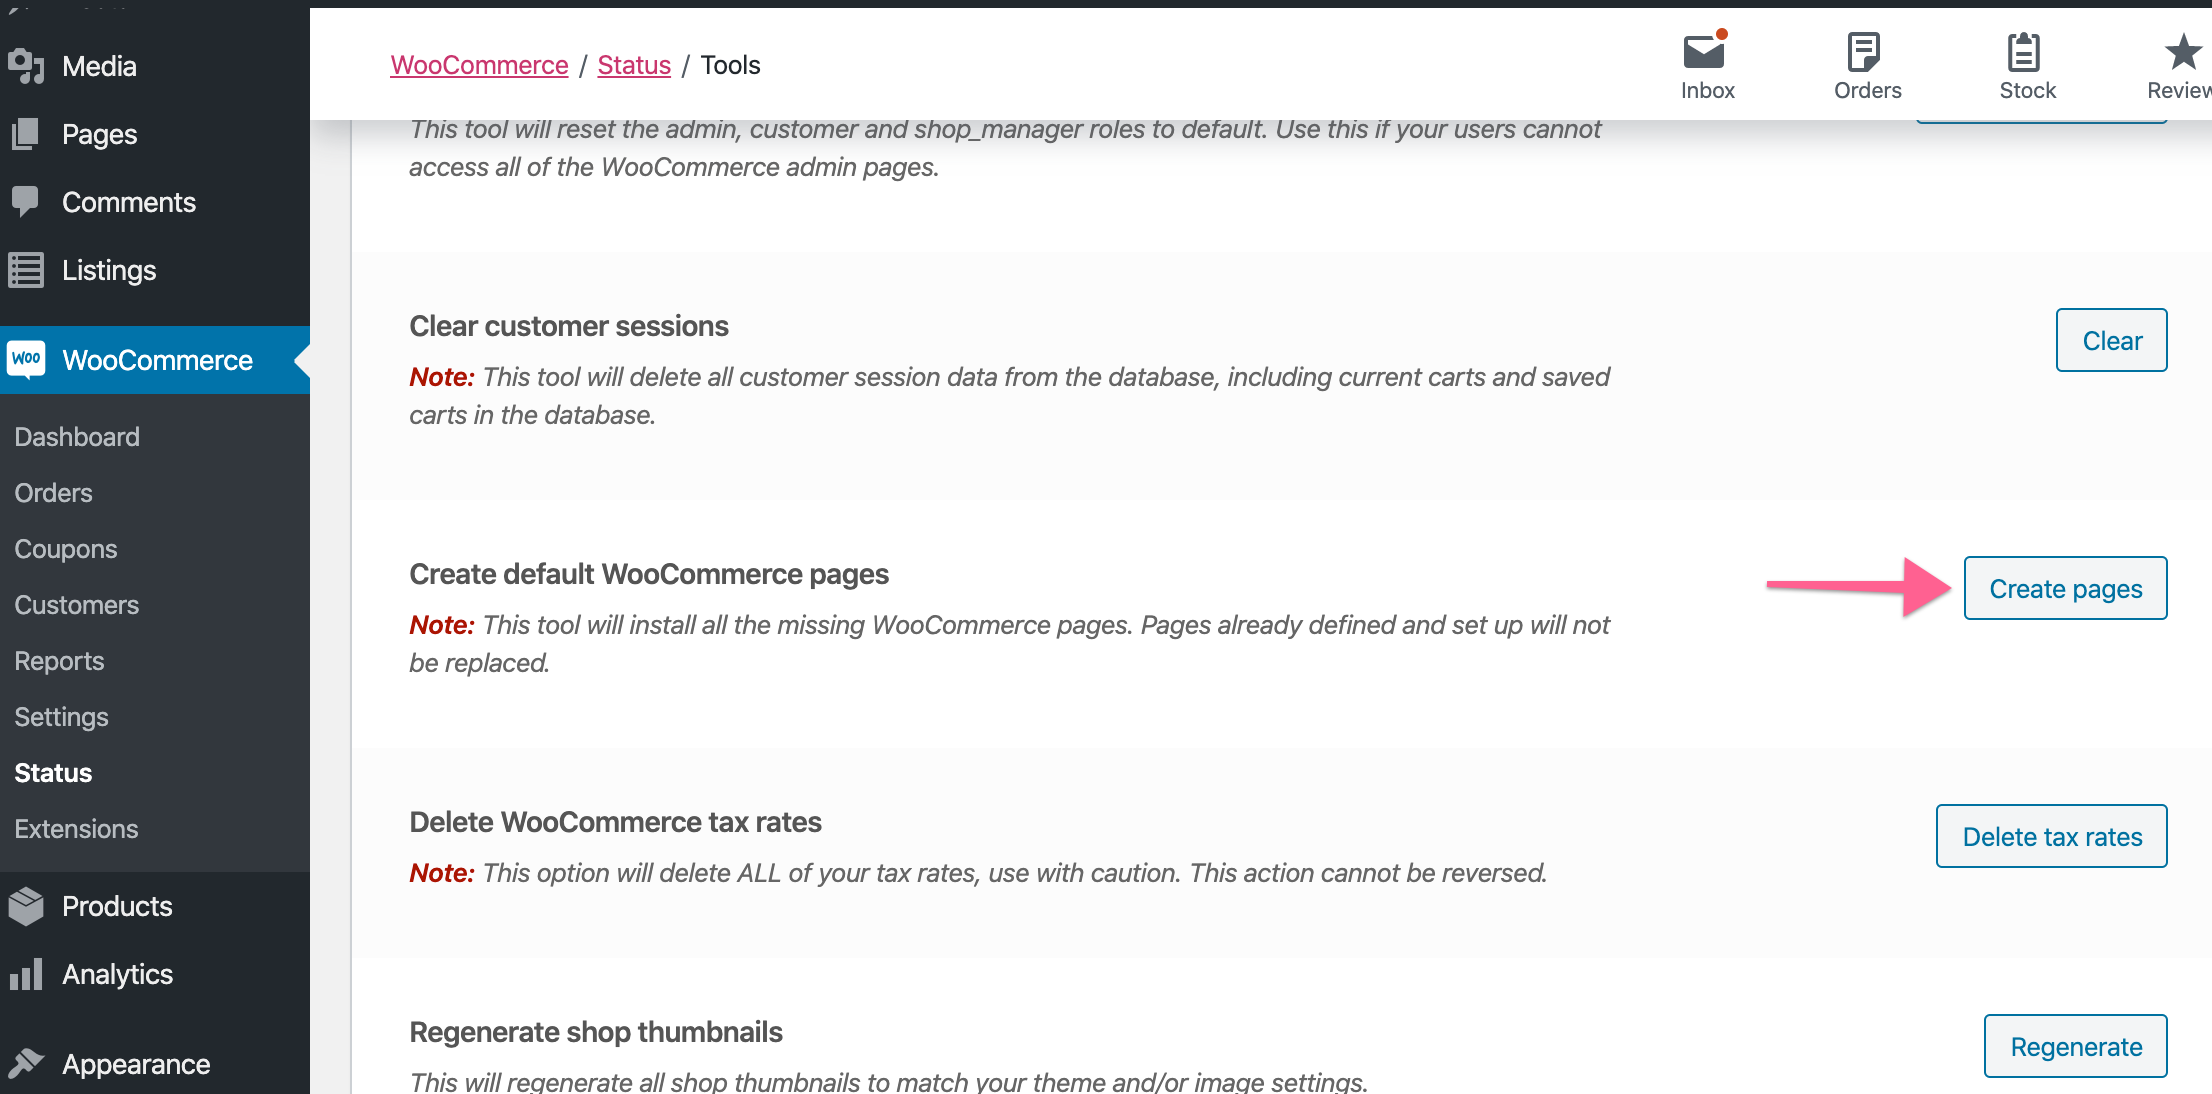 Media
Pages
Comments
Listings
Woo
WooCommerce
Dashboard
Orders
Coupons
Customers
Reports
Settings
Status
Extensions
Products
Analytics
Appearance
WooCommerce / Status / Tools
Inbox
Orders
Stock
Review
This tool will reset the admin, customer and shop_manager roles to default. Use this if your users cannot
access all of the WooCommerce admin pages.
Clear customer sessions
Note: This tool will delete all customer session data from the database, including current carts and saved
carts in the database.
Clear
Create default WooCommerce pages
Note: This tool will install all the missing WooCommerce pages. Pages already defined and set up will not
be replaced.
Create pages
Delete WooCommerce tax rates
Note: This option will delete ALL of your tax rates, use with caution. This action cannot be reversed.
Delete tax rates
Regenerate shop thumbnails
This will regenerate all shop thumbnails to match your theme and/or image settings.
Regenerate